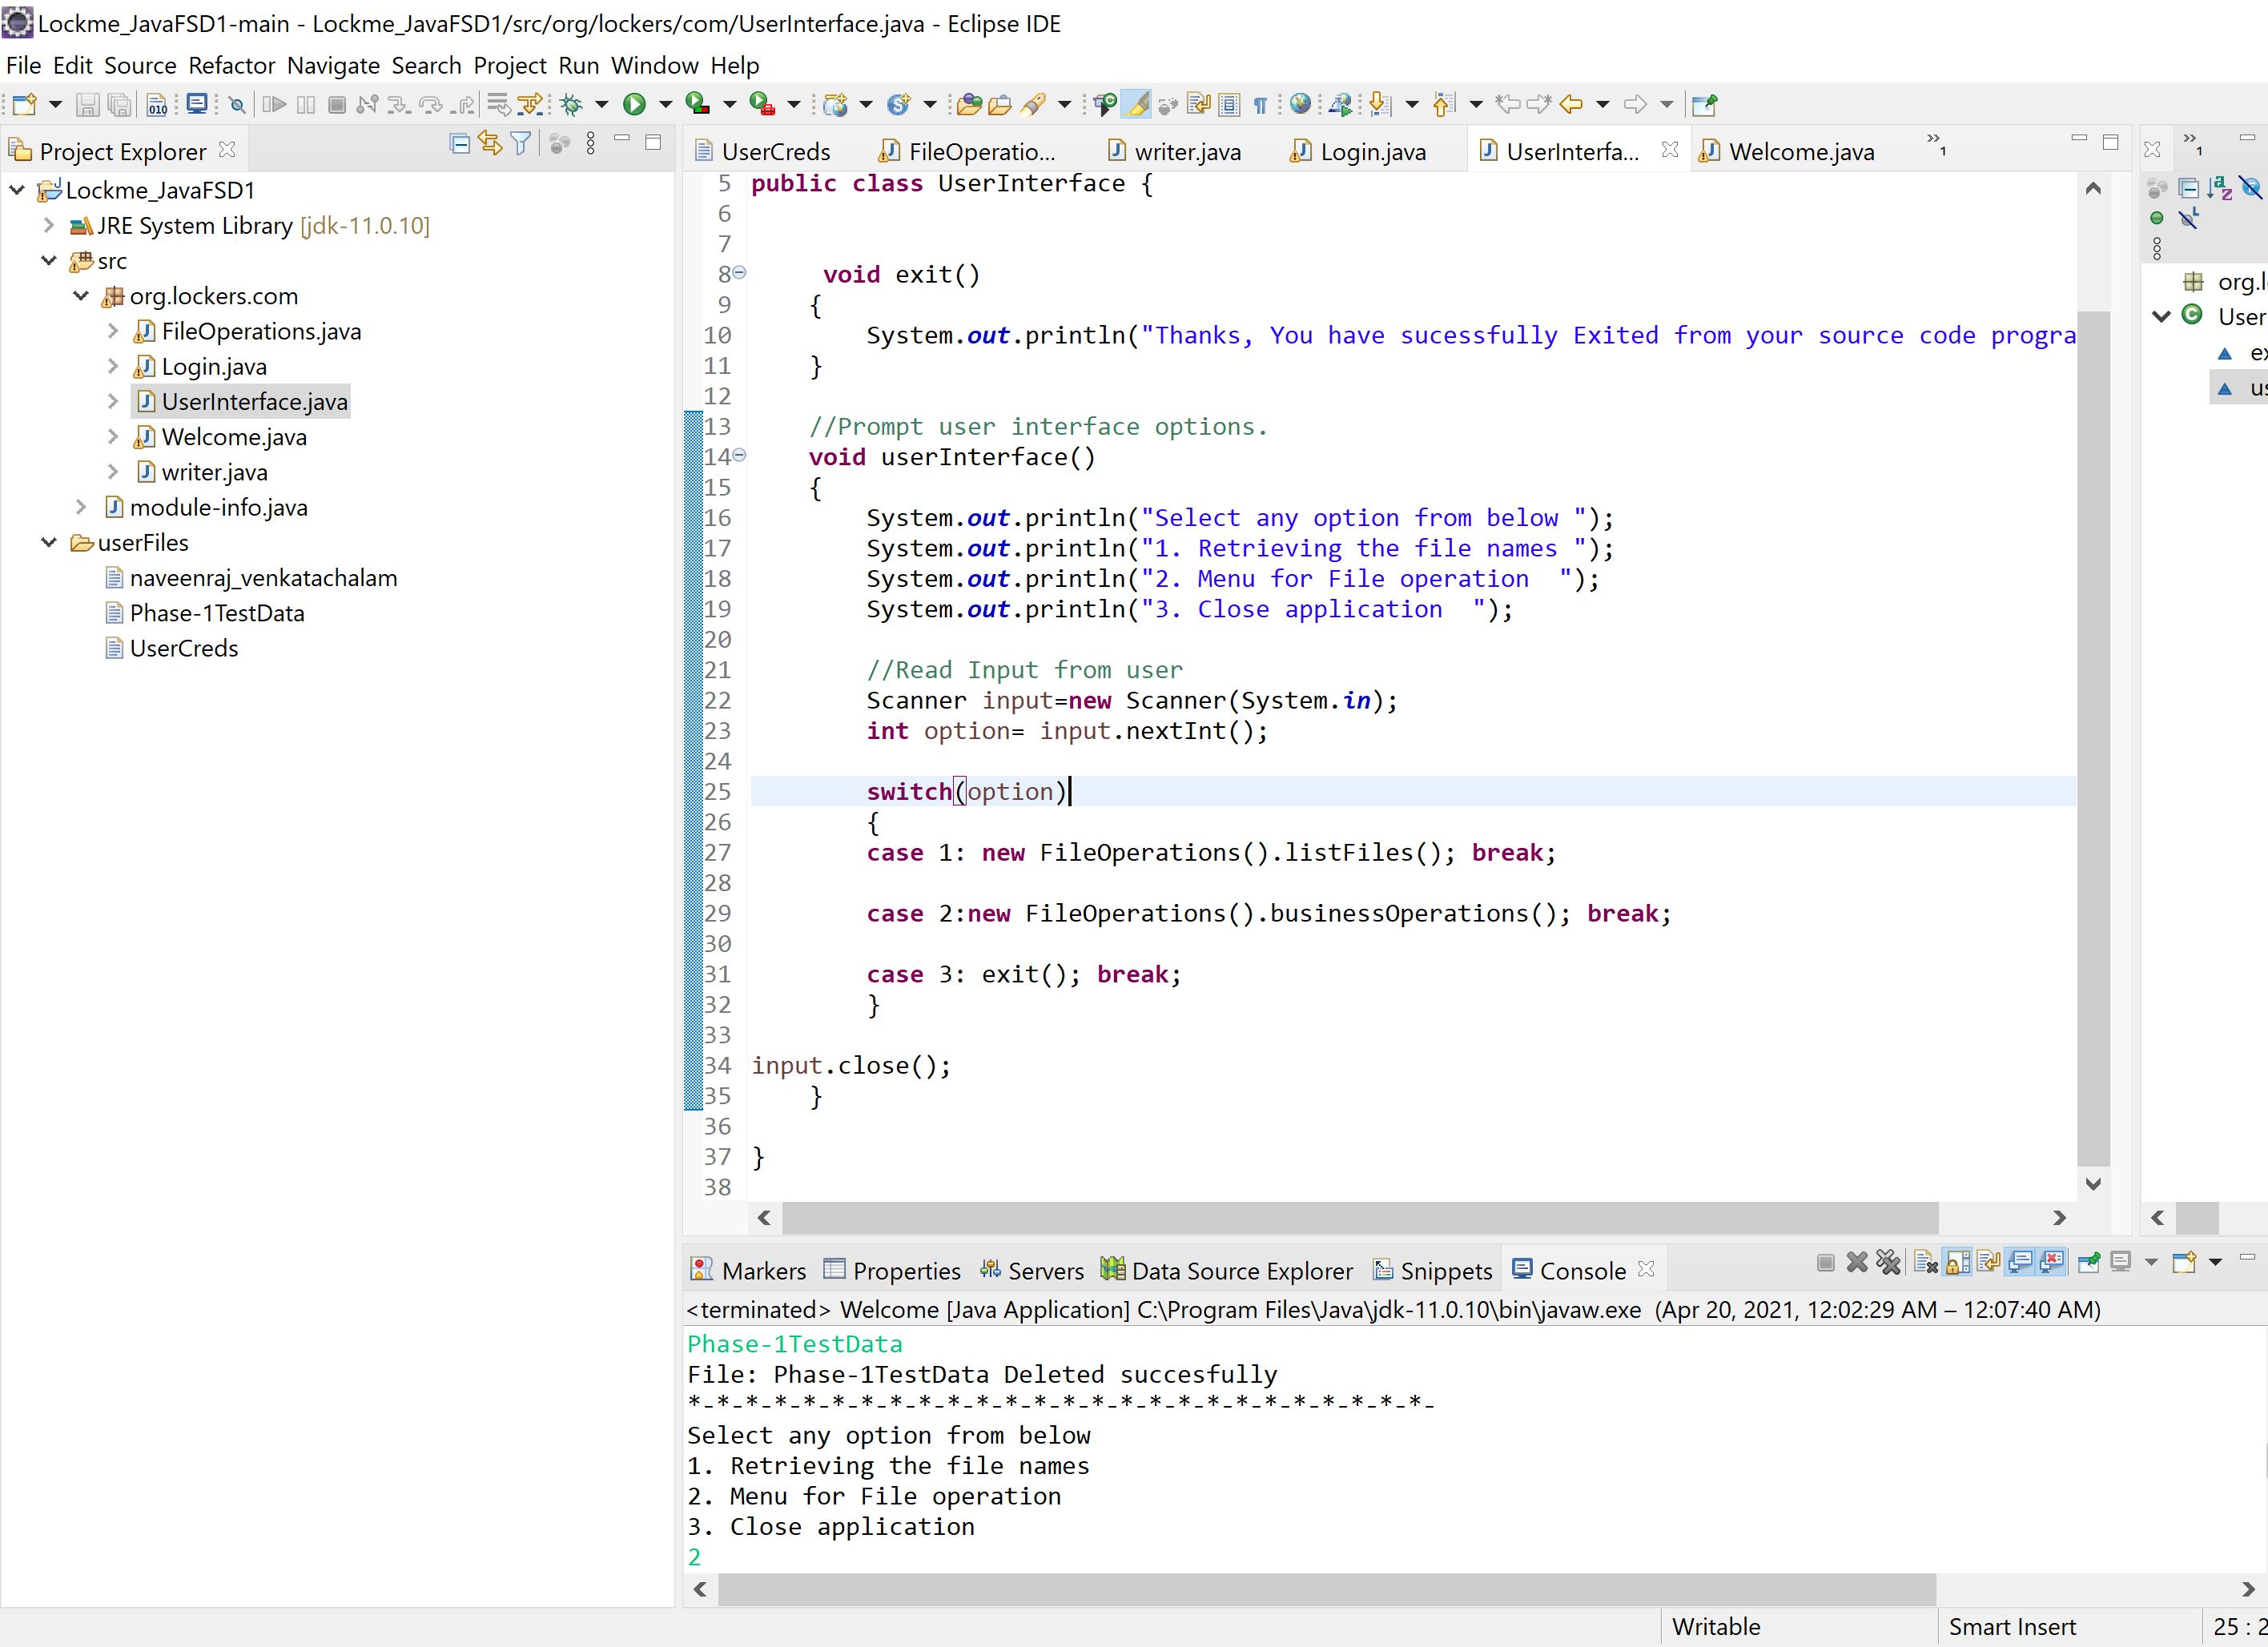 Lockme_JavaFSD1-main - Lockme_JavaFSD1/src/org/lockers/com/UserInterface.java - Eclipse IDE
File Edit Source Refactor Navigate Search Project Run Window Help
Project Explorer
Lockme_JavaFSD1
JRE System Library [jdk-11.0.10]
src
org.lockers.com
FileOperations.java
Login.java
UserInterface.java
Welcome.java
writer.java
module-info.java
userFiles
naveenraj_venkatachalam
Phase-1TestData
UserCreds
UserCreds FileOperatio... writer.java Login.java UserInterfa... Welcome.java »1
5 public class UserInterface {
6
7
8 void exit()
9 {
10 System.out.println("Thanks, You have sucessfully Exited from your source code progra
11 }
12
13 //Prompt user interface options.
14 void userInterface()
15 {
16 System.out.println("Select any option from below ");
17 System.out.println("1. Retrieving the file names ");
18 System.out.println("2. Menu for File operation  ");
19 System.out.println("3. Close application  ");
20
21 //Read Input from user
22 Scanner input=new Scanner(System.in);
23 int option= input.nextInt();
24
25 switch(option)
26 {
27 case 1: new FileOperations().listFiles(); break;
28
29 case 2:new FileOperations().businessOperations(); break;
30
31 case 3: exit(); break;
32 }
33
34 input.close();
35 }
36
37 }
38
»1
org.l
User
ex
us
Markers Properties Servers Data Source Explorer Snippets Console
<terminated> Welcome [Java Application] C:\Program Files\Java\jdk-11.0.10\bin\javaw.exe (Apr 20, 2021, 12:02:29 AM – 12:07:40 AM)
Phase-1TestData
File: Phase-1TestData Deleted succesfully
*-*-*-*-*-*-*-*-*-*-*-*-*-*-*-*-*-*-*-*-*-*-*-*-*-*-
Select any option from below
1. Retrieving the file names
2. Menu for File operation
3. Close application
2
Writable Smart Insert 25 : 2